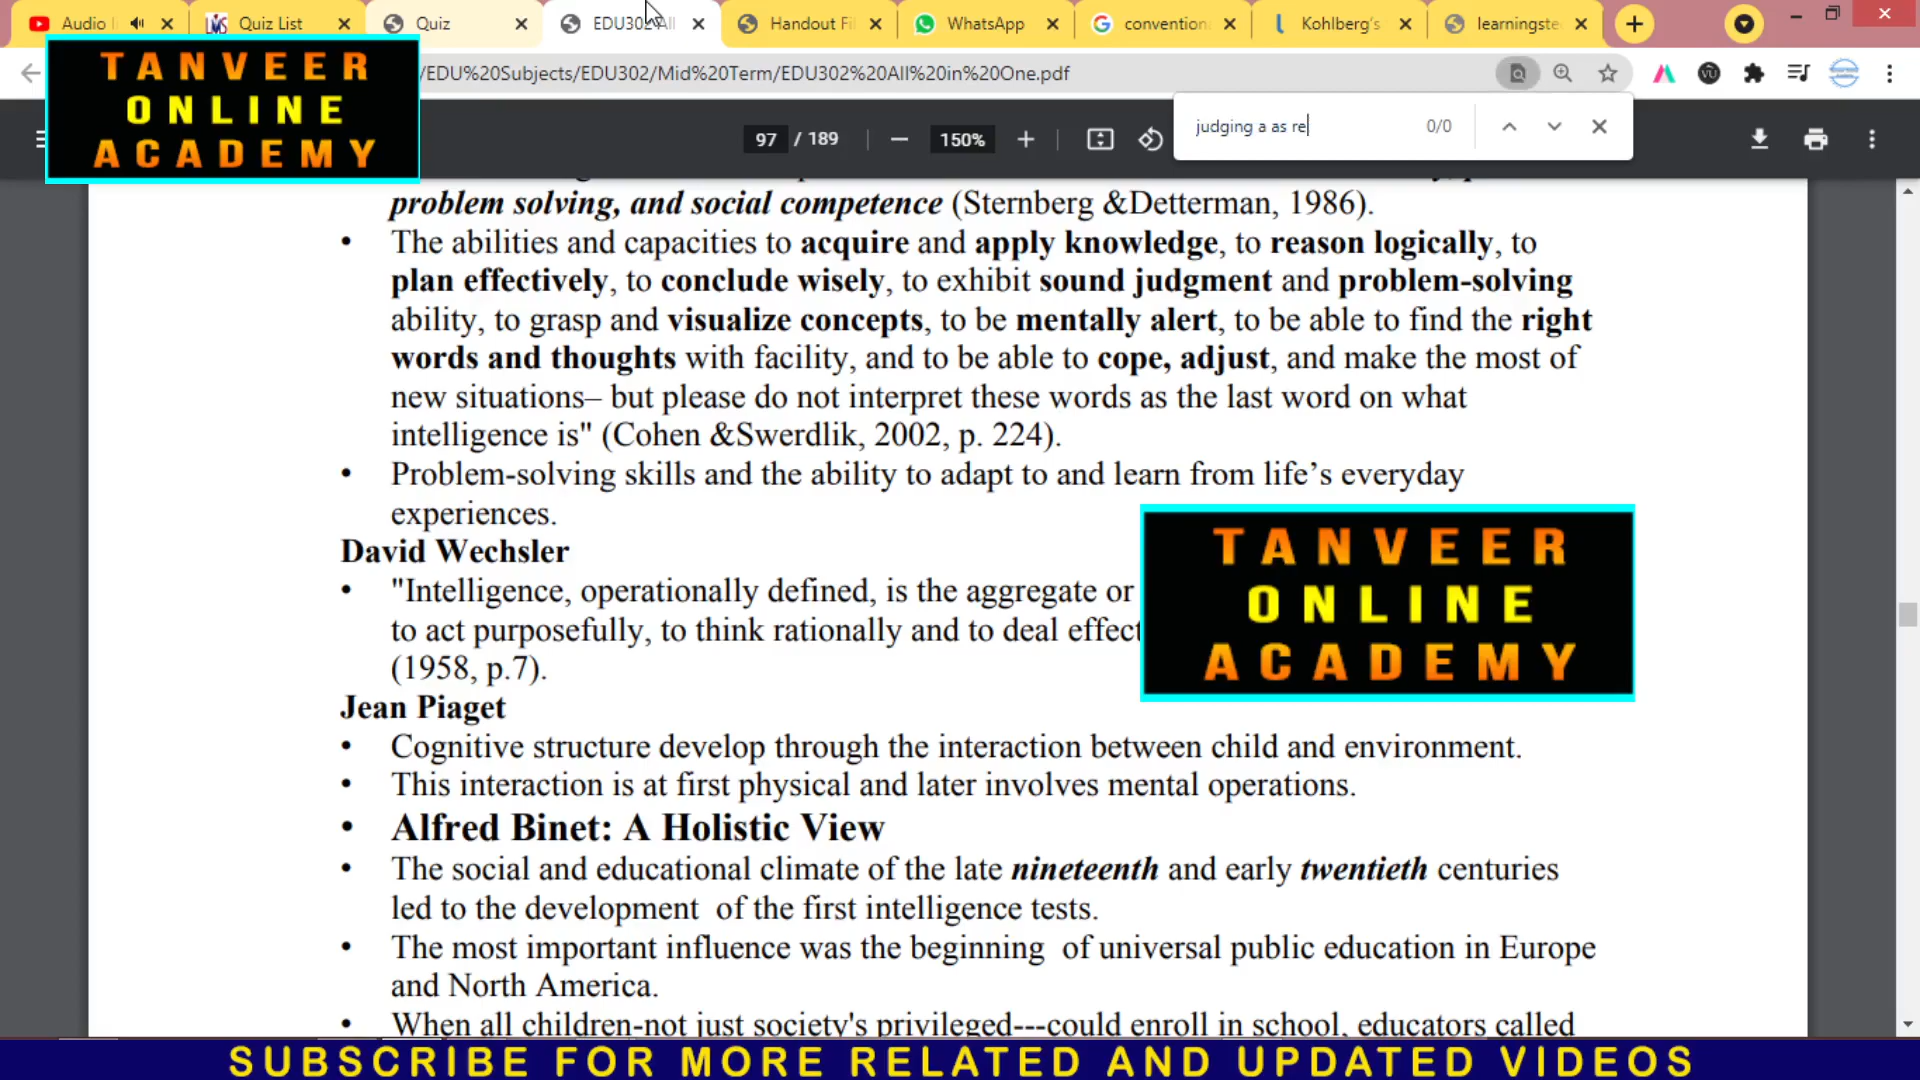 Audio
Quiz List
Quiz
EDU302 All
Handout Fi
WhatsApp
convention
Kohlberg's
learningste
/EDU%20Subjects/EDU302/Mid%20Term/EDU302%20All%20in%20One.pdf
TANVEER
ONLINE
ACADEMY
97 / 189
150%
judging a as re
0/0
problem solving, and social competence (Sternberg &Detterman, 1986).
• The abilities and capacities to acquire and apply knowledge, to reason logically, to
plan effectively, to conclude wisely, to exhibit sound judgment and problem-solving
ability, to grasp and visualize concepts, to be mentally alert, to be able to find the right
words and thoughts with facility, and to be able to cope, adjust, and make the most of
new situations– but please do not interpret these words as the last word on what
intelligence is" (Cohen &Swerdlik, 2002, p. 224).
• Problem-solving skills and the ability to adapt to and learn from life's everyday
experiences.
David Wechsler
• "Intelligence, operationally defined, is the aggregate or
to act purposefully, to think rationally and to deal effect
(1958, p.7).
TANVEER
ONLINE
ACADEMY
Jean Piaget
• Cognitive structure develop through the interaction between child and environment.
• This interaction is at first physical and later involves mental operations.
• Alfred Binet: A Holistic View
• The social and educational climate of the late nineteenth and early twentieth centuries
led to the development of the first intelligence tests.
• The most important influence was the beginning of universal public education in Europe
and North America.
• When all children-not just society's privileged---could enroll in school, educators called
SUBSCRIBE FOR MORE RELATED AND UPDATED VIDEOS